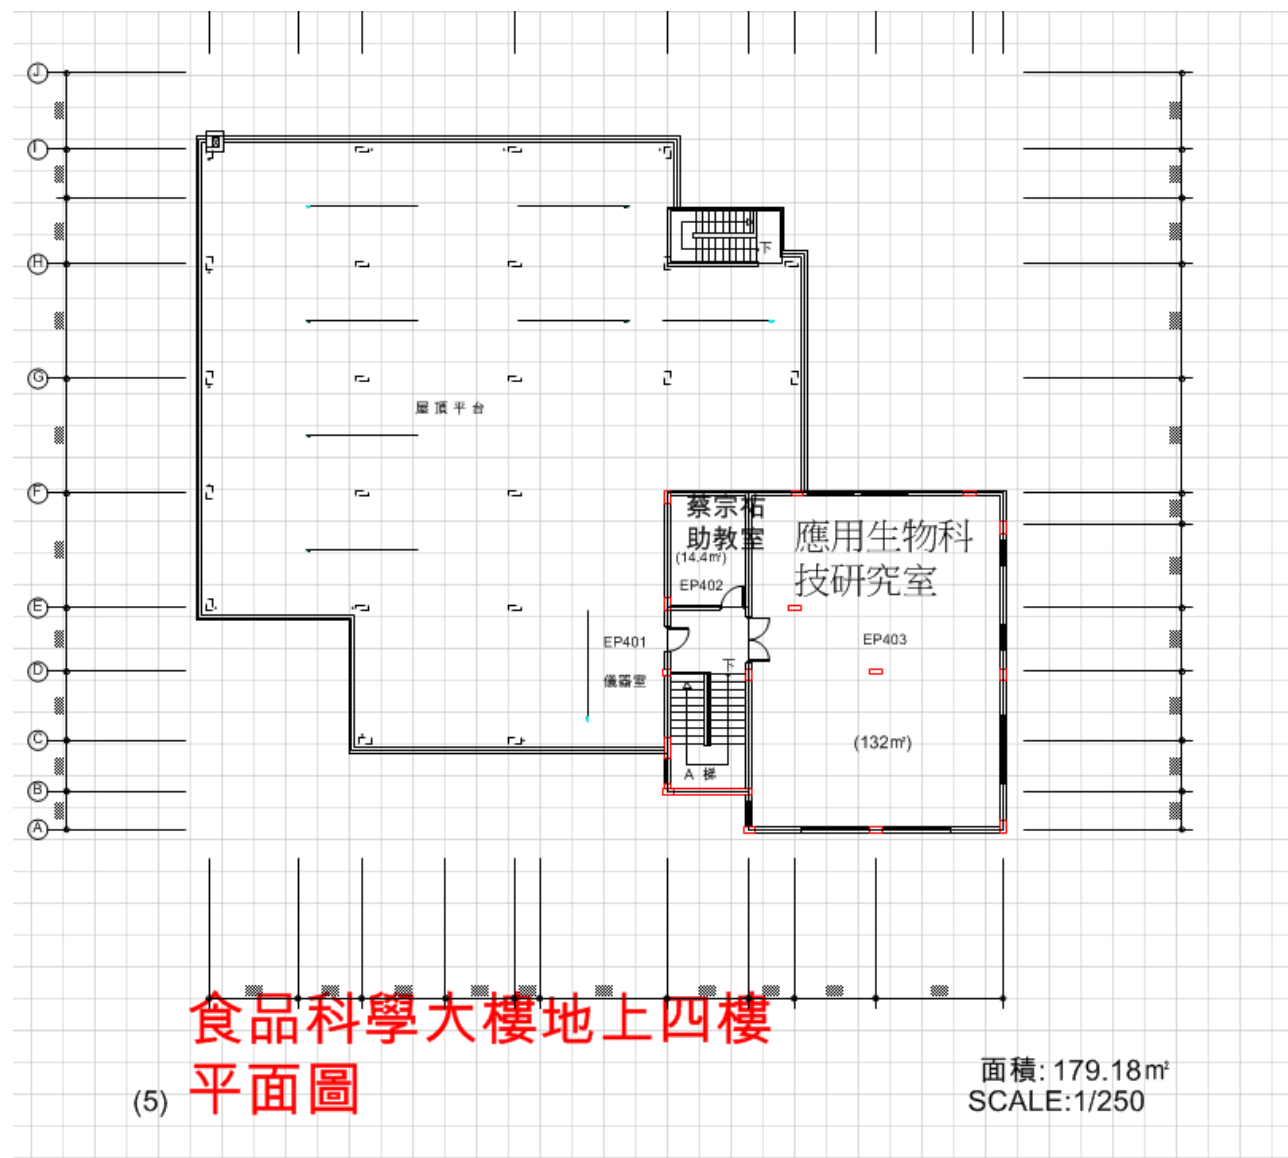 J
I
H
下
G
屋頂平台
F
蔡宗祐
助教室
(14.4㎡)
EP402
應用生物科
技研究室
E
EP401
EP403
D
下
儀器室
C
(132㎡)
A 梯
B
A
食品科學大樓地上四樓
平面圖
(5)
面積: 179.18㎡
SCALE:1/250